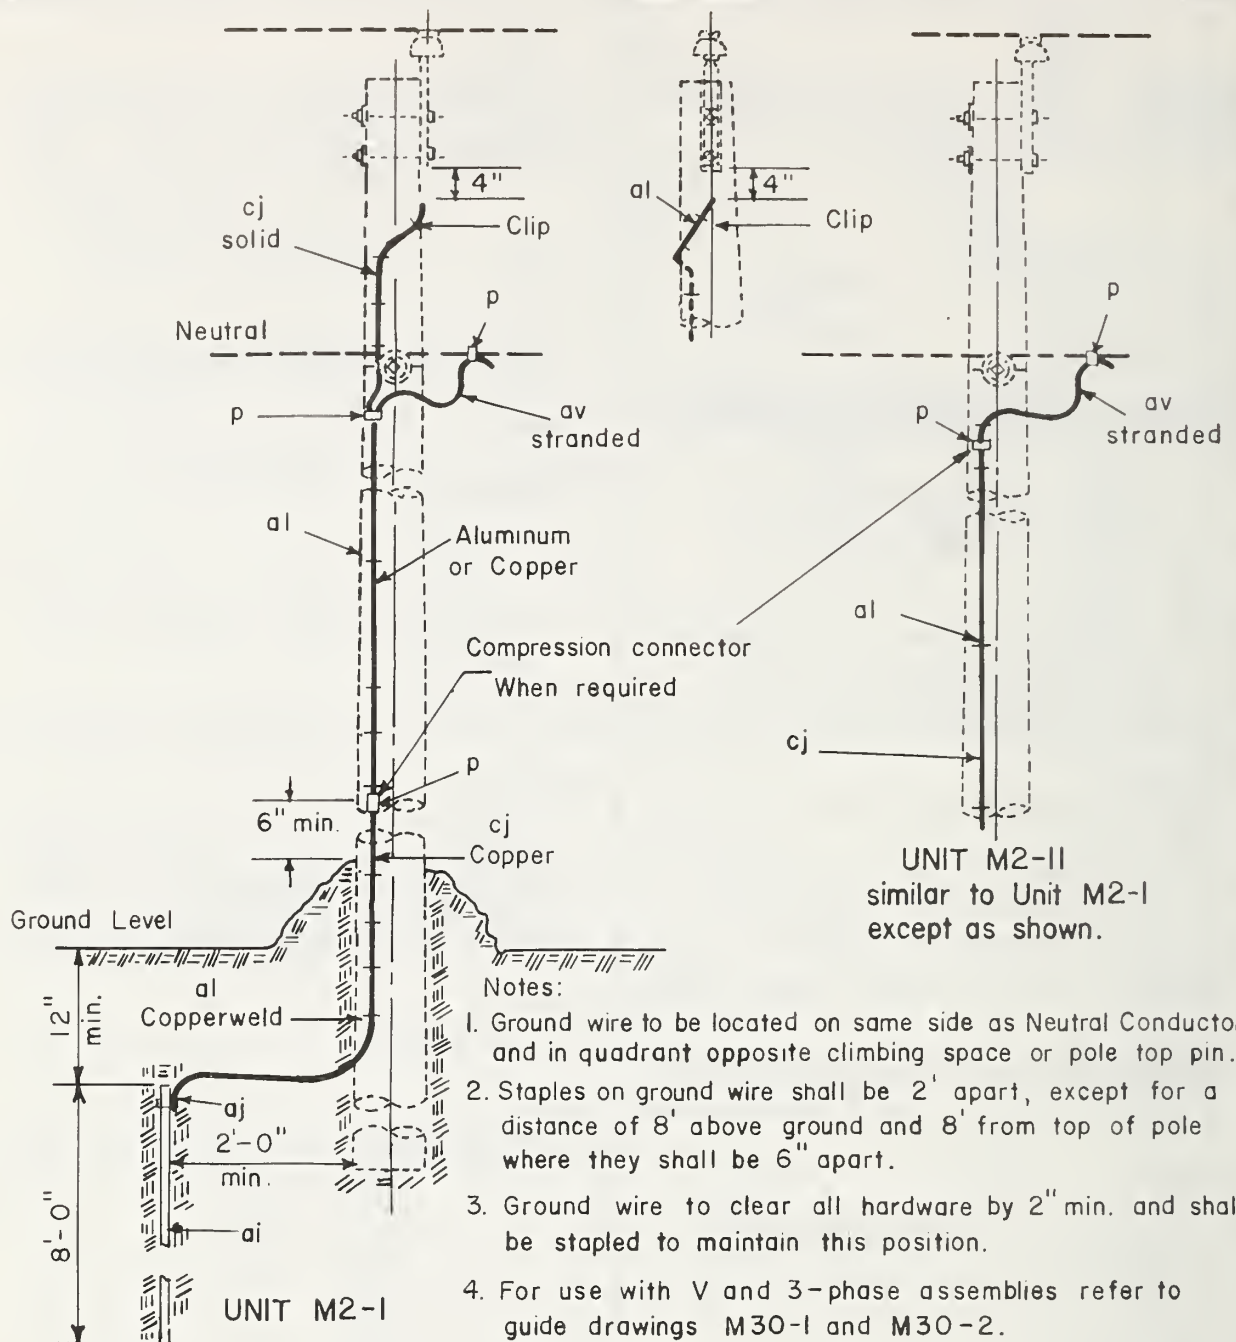 4"
cj
solid
Clip
al
4"
Clip
p
p
Neutral
p
av
stranded
p
av
stranded
al
Aluminum
or Copper
al
Compression connector
When required
cj
p
6" min.
cj
Copper
UNIT M2-11
similar to Unit M2-1
except as shown.
Ground Level
12"
min.
al
Copperweld
aj
2'-0"
min.
8'-0"
ai
UNIT M2-1
Notes:
1. Ground wire to be located on same side as Neutral Conducto
and in quadrant opposite climbing space or pole top pin.
2. Staples on ground wire shall be 2' apart, except for a
distance of 8' above ground and 8' from top of pole
where they shall be 6" apart.
3. Ground wire to clear all hardware by 2" min. and shal
be stapled to maintain this position.
4. For use with V and 3-phase assemblies refer to
guide drawings M30-1 and M30-2.